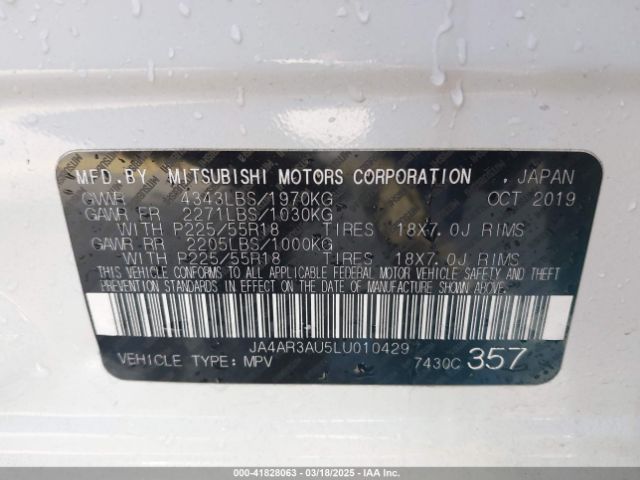 MFD.BY MITSUBISHI MOTORS CORPORATION , JAPAN
GVWR 4343LBS/1970KG OCT 2019
GAWR FR 2271LBS/1030KG
WITH P225/55R18 TIRES 18X7.0J RIMS
GAWR RR 2205LBS/1000KG
WITH P225/55R18 TIRES 18X7.0J RIMS
THIS VEHICLE CONFORMS TO ALL APPLICABLE FEDERAL MOTOR VEHICLE SAFETY AND THEFT
PREVENTION STANDARDS IN EFFECT ON THE DATE OF MANUFACTURE SHOWN ABOVE.
JA4AR3AU5LU010429
VEHICLE TYPE: MPV 7430C 357
000-41828063 — 03/18/2025 — IAA Inc.